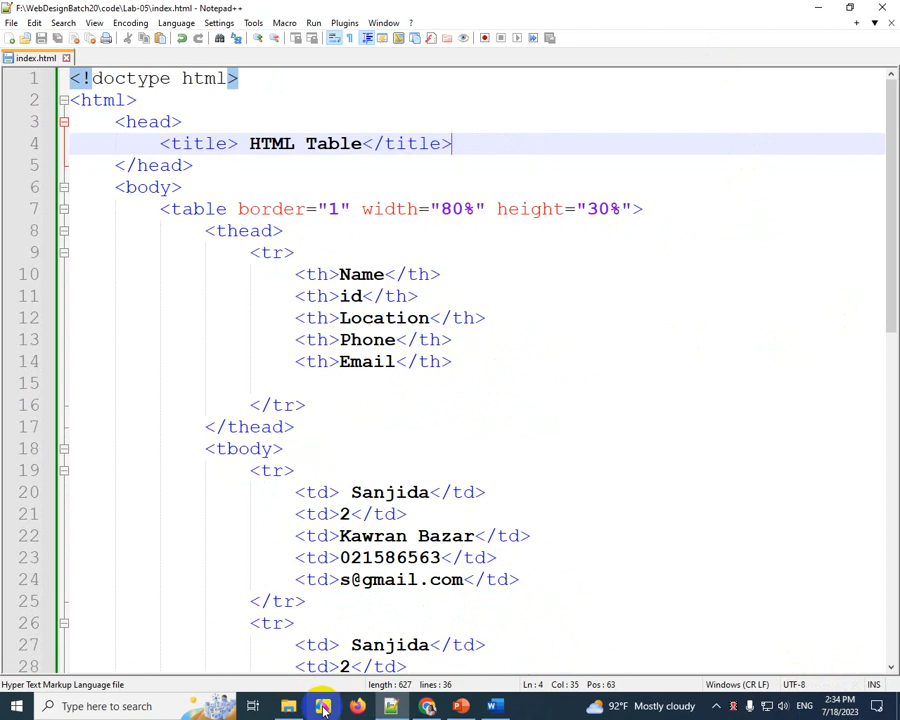 F:\WebDesignBatch20\code\Lab-05\index.html - Notepad++
File Edit Search View Encoding Language Settings Tools Macro Run Plugins Window ?
index.html
1 <!doctype html>
2 <html>
3 <head>
4 <title> HTML Table</title>
5 </head>
6 <body>
7 <table border="1" width="80%" height="30%">
8 <thead>
9 <tr>
10 <th>Name</th>
11 <th>id</th>
12 <th>Location</th>
13 <th>Phone</th>
14 <th>Email</th>
15
16 </tr>
17 </thead>
18 <tbody>
19 <tr>
20 <td> Sanjida</td>
21 <td>2</td>
22 <td>Kawran Bazar</td>
23 <td>021586563</td>
24 <td>s@gmail.com</td>
25 </tr>
26 <tr>
27 <td> Sanjida</td>
28 <td>2</td>
Hyper Text Markup Language file length : 627 lines : 36 Ln : 4 Col : 35 Pos : 63 Windows (CR LF) UTF-8 INS
Type here to search 92°F Mostly cloudy ENG 2:34 PM
7/18/2023